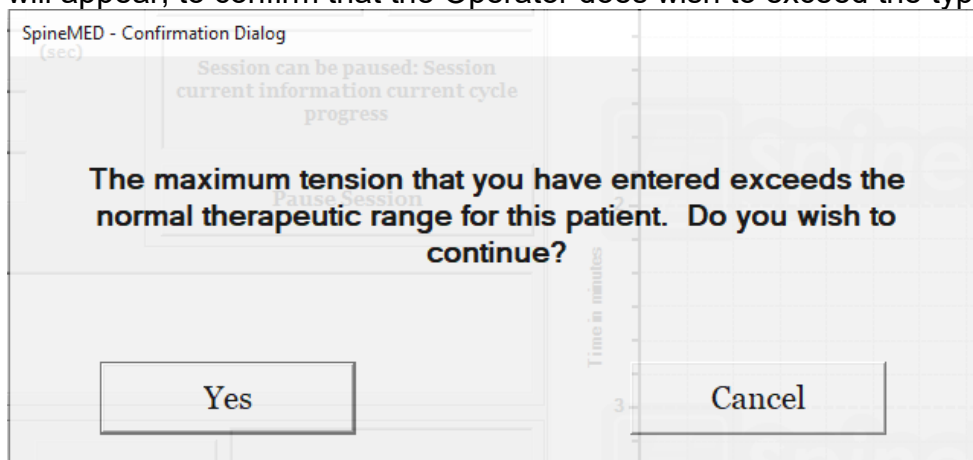 will appear, to confirm that the Operator does wish to exceed the typ
SpineMED - Confirmation Dialog
(sec)
Session can be paused: Session
current information current cycle
progress
The maximum tension that you have entered exceeds the
Pause Session
normal therapeutic range for this patient.  Do you wish to
continue?
2
Time in minutes
Yes
Cancel
3
Spine